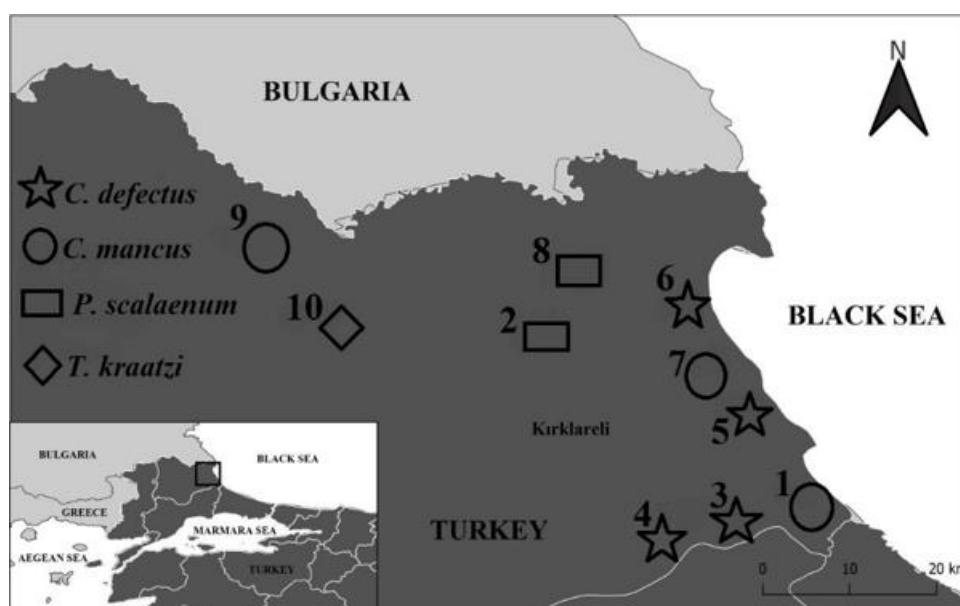 BULGARIA
N
C. defectus
C. mancus
P. scalaenum
T. kraatzi
9
8
10
6
2
BLACK SEA
7
5
Kırklareli
1
3
4
TURKEY
BULGARIA
BLACK SEA
GREECE
MARMARA SEA
AEGEAN SEA
TURKEY
0 10 20 km